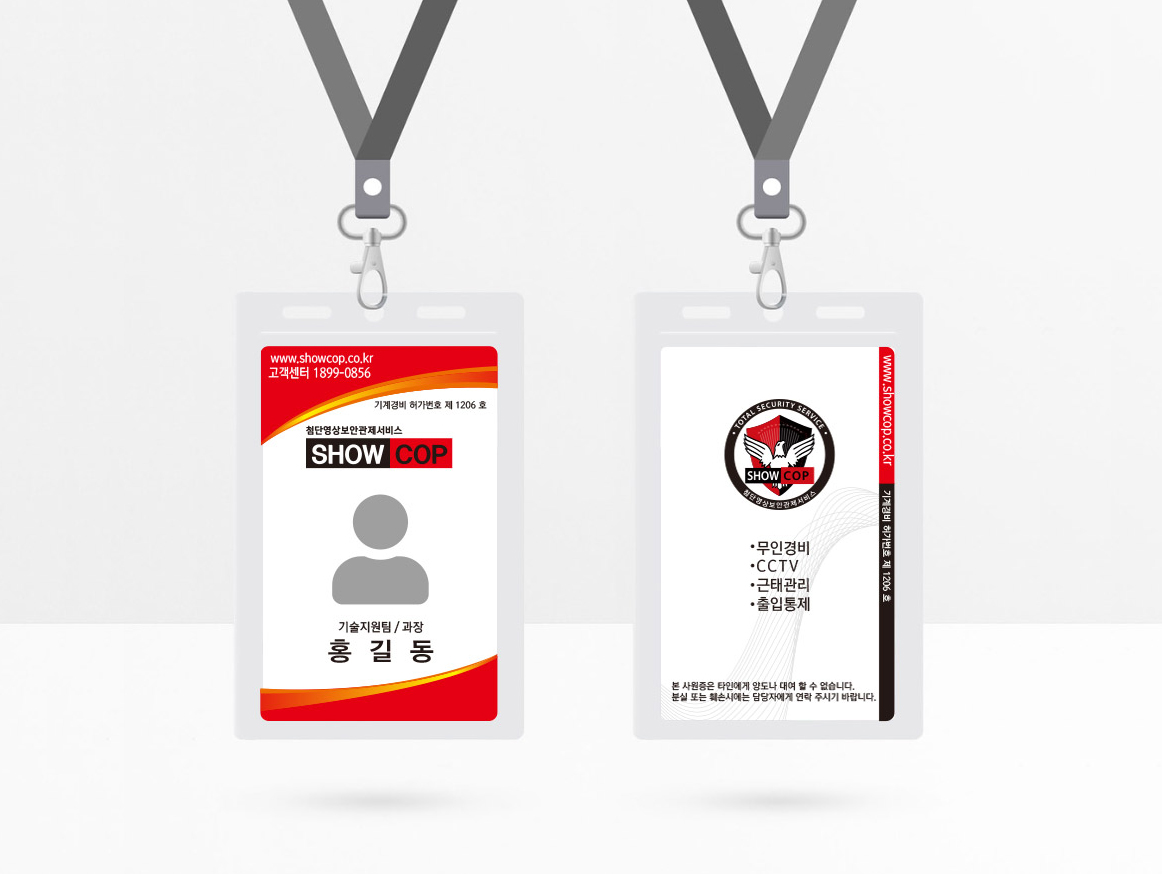 www.showcop.co.kr
고객센터 1899-0856
기계경비 허가번호 제 1206 호
첨단영상보안관제서비스
SHOW COP
기술지원팀 / 과장
홍 길 동
• TOTAL SECURITY SERVICE •
SHOW COP
첨단영상보안관제서비스
•무인경비
•CCTV
•근태관리
•출입통제
본 사원증은 타인에게 양도나 대여 할 수 없습니다.
분실 또는 훼손시에는 담당자에게 연락 주시기 바랍니다.
www.showcop.co.kr
기계경비 허가번호 제 1206 호